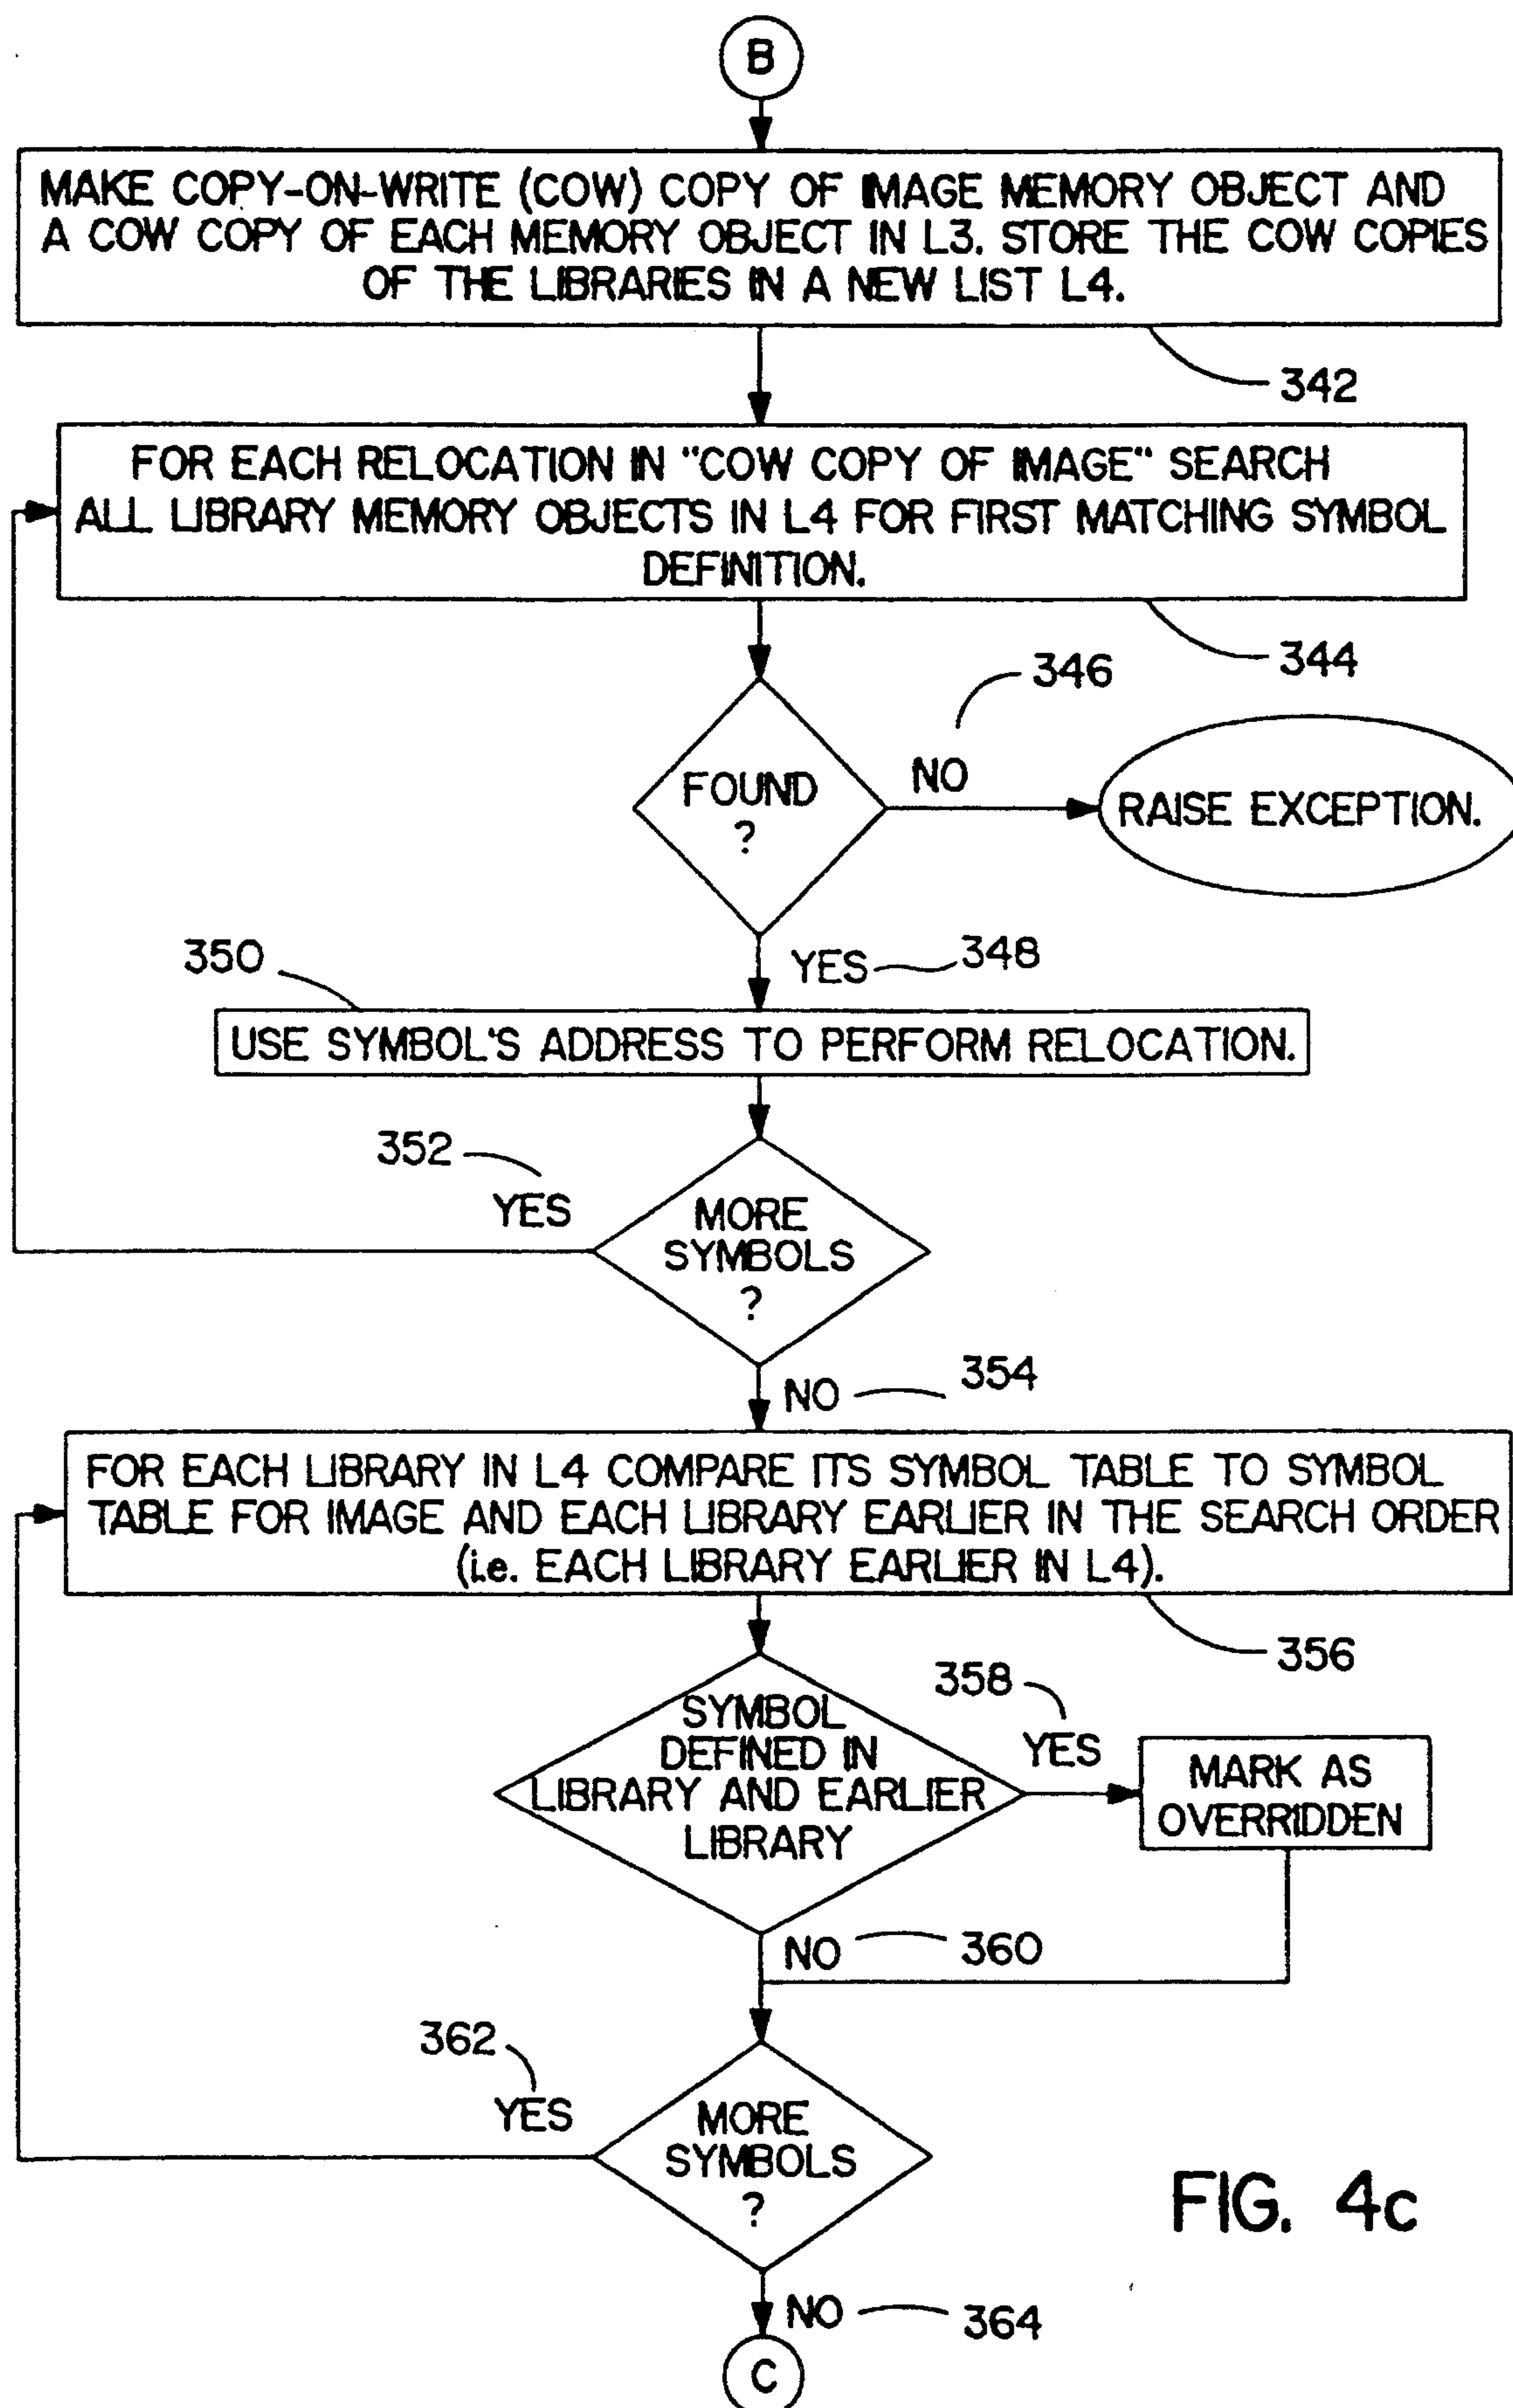 B
MAKE COPY-ON-WRITE (COW) COPY OF IMAGE MEMORY OBJECT AND
A COW COPY OF EACH MEMORY OBJECT IN L3. STORE THE COW COPIES
OF THE LIBRARIES IN A NEW LIST L4.
342
FOR EACH RELOCATION IN "COW COPY OF IMAGE" SEARCH
ALL LIBRARY MEMORY OBJECTS IN L4 FOR FIRST MATCHING SYMBOL
DEFINITION.
344
346
NO
FOUND
?
RAISE EXCEPTION.
YES
348
350
USE SYMBOL'S ADDRESS TO PERFORM RELOCATION.
352
YES
MORE
SYMBOLS
?
NO
354
FOR EACH LIBRARY IN L4 COMPARE ITS SYMBOL TABLE TO SYMBOL
TABLE FOR IMAGE AND EACH LIBRARY EARLIER IN THE SEARCH ORDER
(i.e. EACH LIBRARY EARLIER IN L4).
356
358
YES
SYMBOL
DEFINED IN
LIBRARY AND EARLIER
LIBRARY
MARK AS
OVERRIDDEN
NO
360
362
YES
MORE
SYMBOLS
?
FIG. 4c
NO
364
C